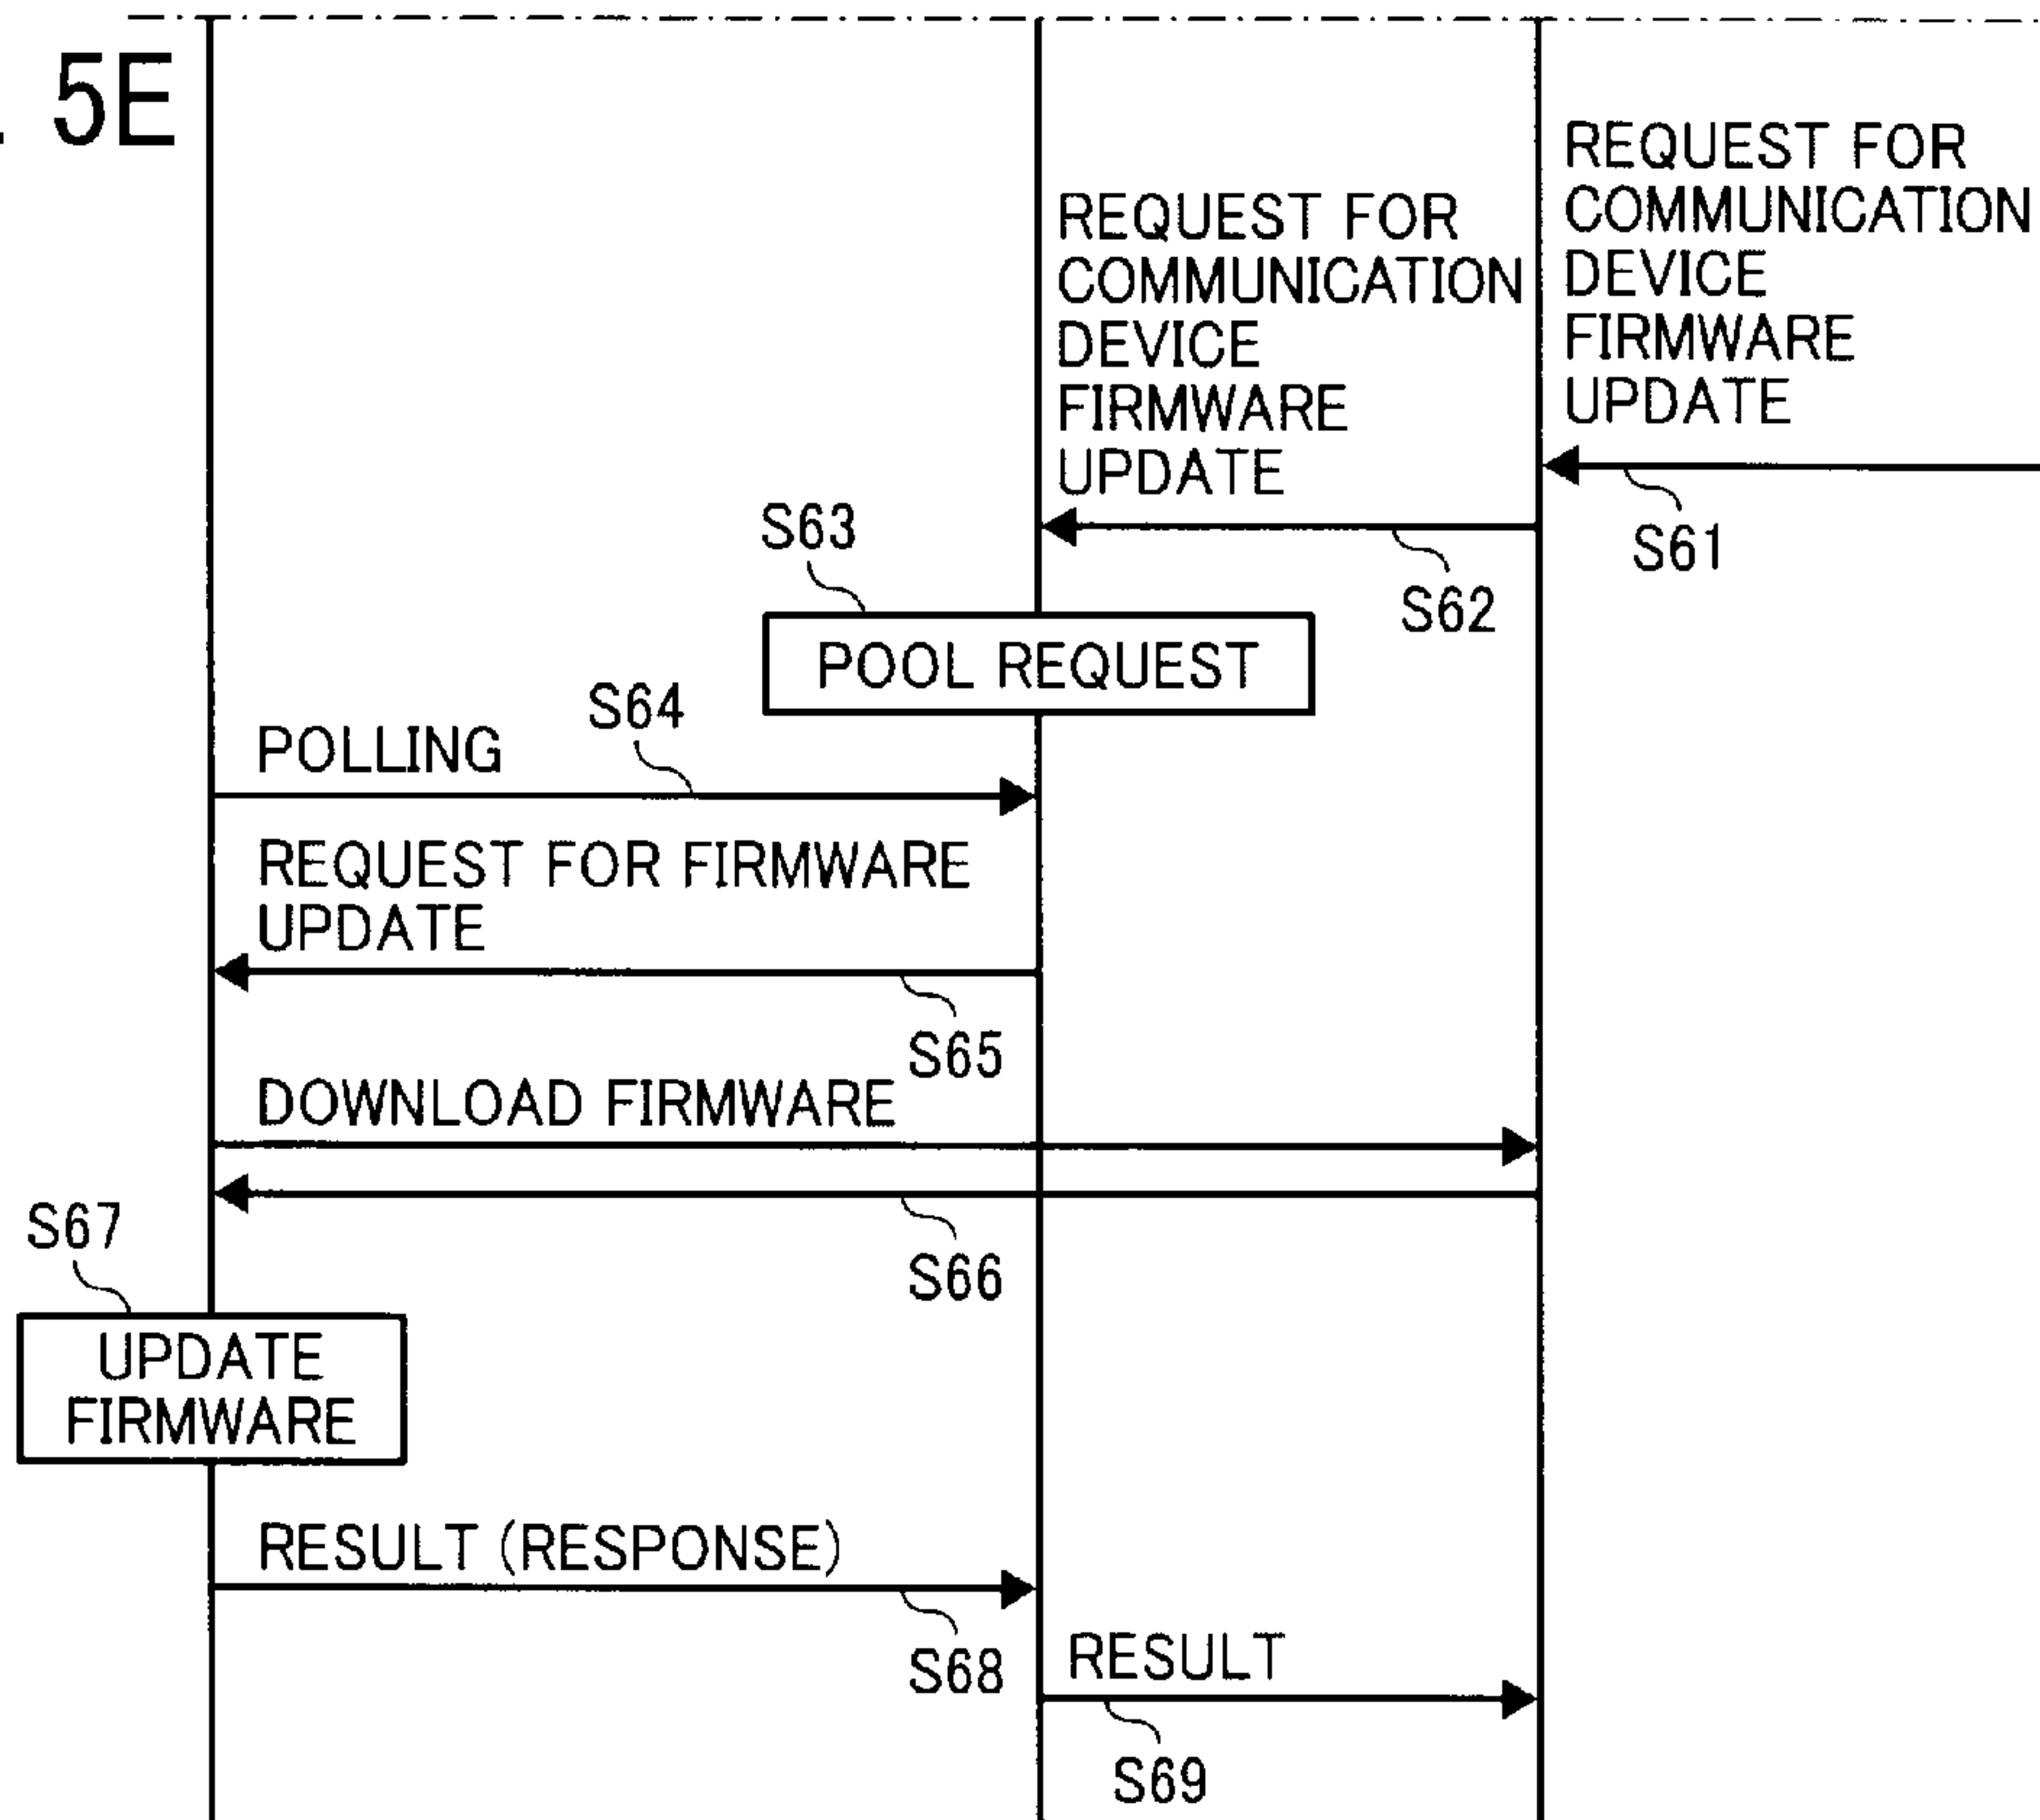 . 5E
REQUEST FOR
COMMUNICATION
DEVICE
FIRMWARE
UPDATE
REQUEST FOR
COMMUNICATION
DEVICE
FIRMWARE
UPDATE
S61
S62
S63
POOL REQUEST
S64
POLLING
REQUEST FOR FIRMWARE
UPDATE
S65
DOWNLOAD FIRMWARE
S66
S67
UPDATE
FIRMWARE
RESULT (RESPONSE)
S68
RESULT
S69